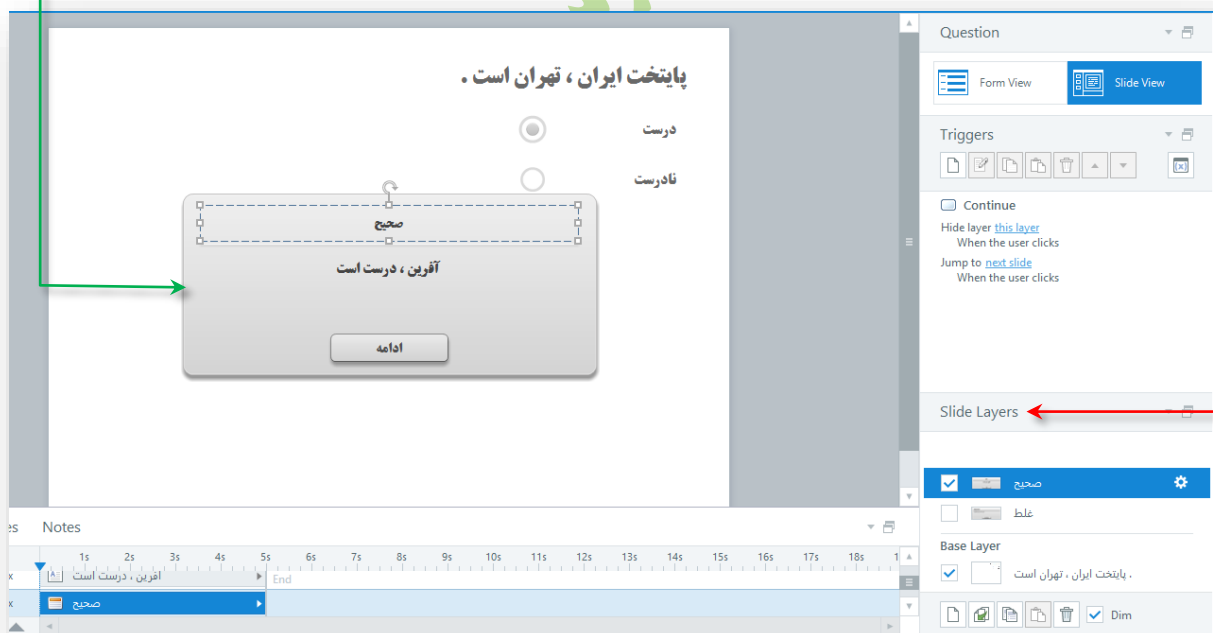 پایتخت ایران ، تهران است .
درست
نادرست
صحیح
آفرین ، درست است
ادامه
Question
Form View
Slide View
Triggers
Continue
Hide layer this layer
When the user clicks
Jump to next slide
When the user clicks
Slide Layers
صحیح
غلط
Base Layer
پایتخت ایران ، تهران است .
Dim
Notes
1s 2s 3s 4s 5s 6s 7s 8s 9s 10s 11s 12s 13s 14s 15s 16s 17s 18s
آفرین ، درست است
End
صحیح